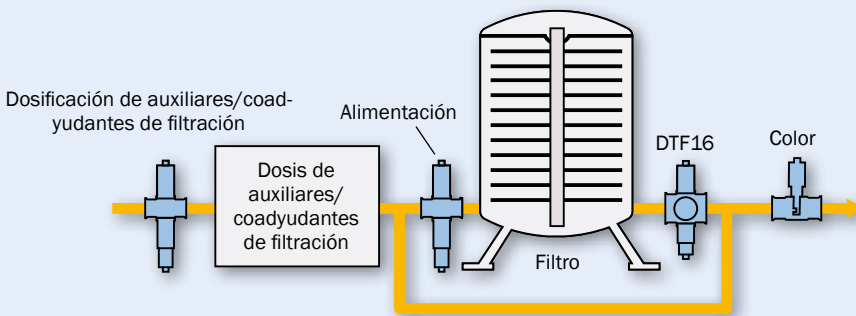 Dosificación de auxiliares/coad-
yudantes de filtración
Alimentación
Dosis de
auxiliares/
coadyudantes
de filtración
DTF16
Color
Filtro